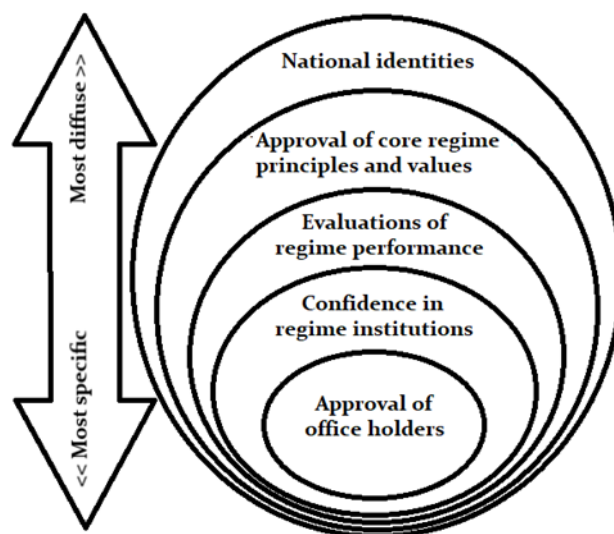 Most diffuse >>
<< Most specific
National identities
Approval of core regime
principles and values
Evaluations of
regime performance
Confidence in
regime institutions
Approval of
office holders